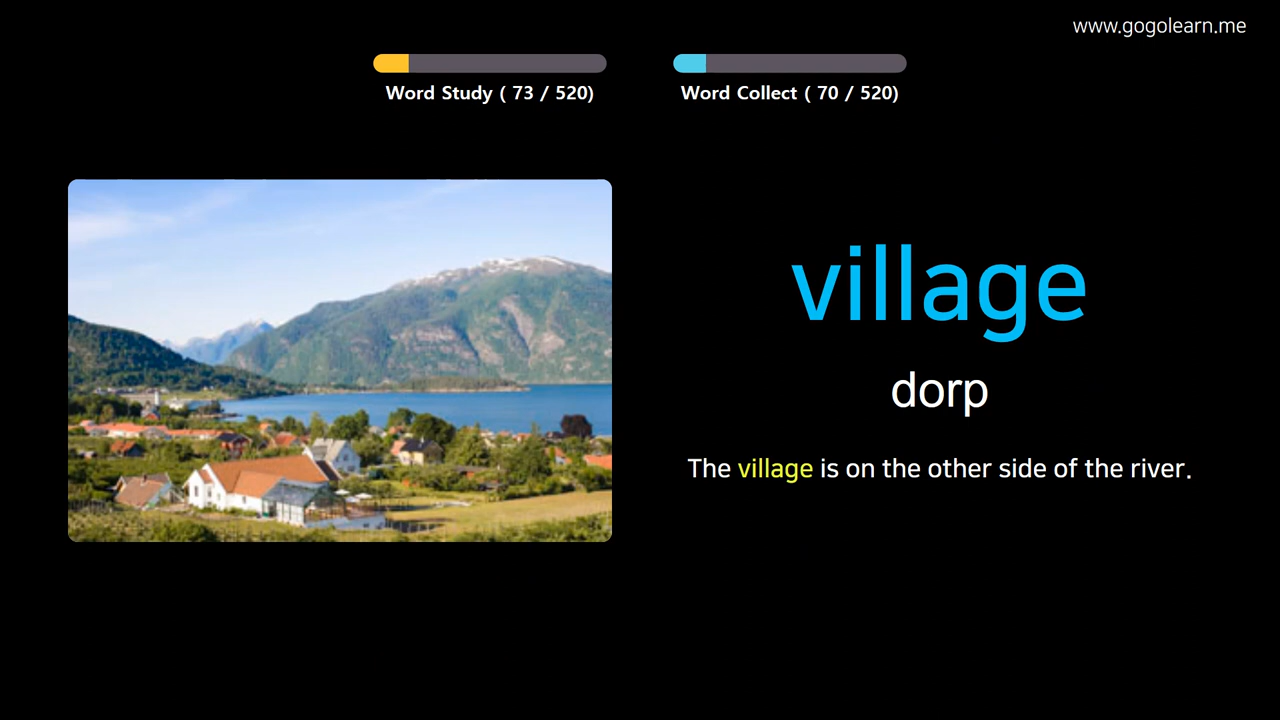 www.gogolearn.me
Word Study ( 73 / 520)
Word Collect ( 70 / 520)
village
dorp
The village is on the other side of the river.